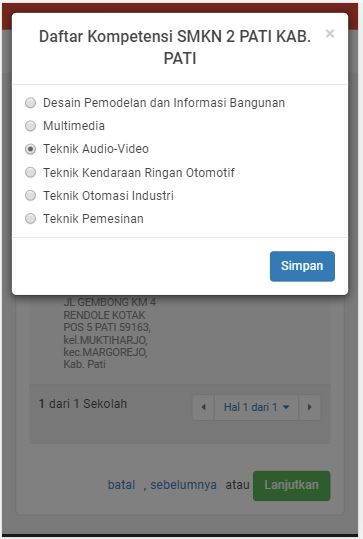 Daftar Kompetensi SMKN 2 PATI KAB.
PATI
×
Desain Pemodelan dan Informasi Bangunan
Multimedia
Teknik Audio-Video
Teknik Kendaraan Ringan Otomotif
Teknik Otomasi Industri
Teknik Pemesinan
Simpan
JL GEMBONG KM 4
RENDOLE KOTAK
POS 5 PATI 59163,
kel.MUKTIHARJO,
kec.MARGOREJO,
Kab. Pati
1 dari 1 Sekolah
Hal 1 dari 1
batal , sebelumnya atau Lanjutkan